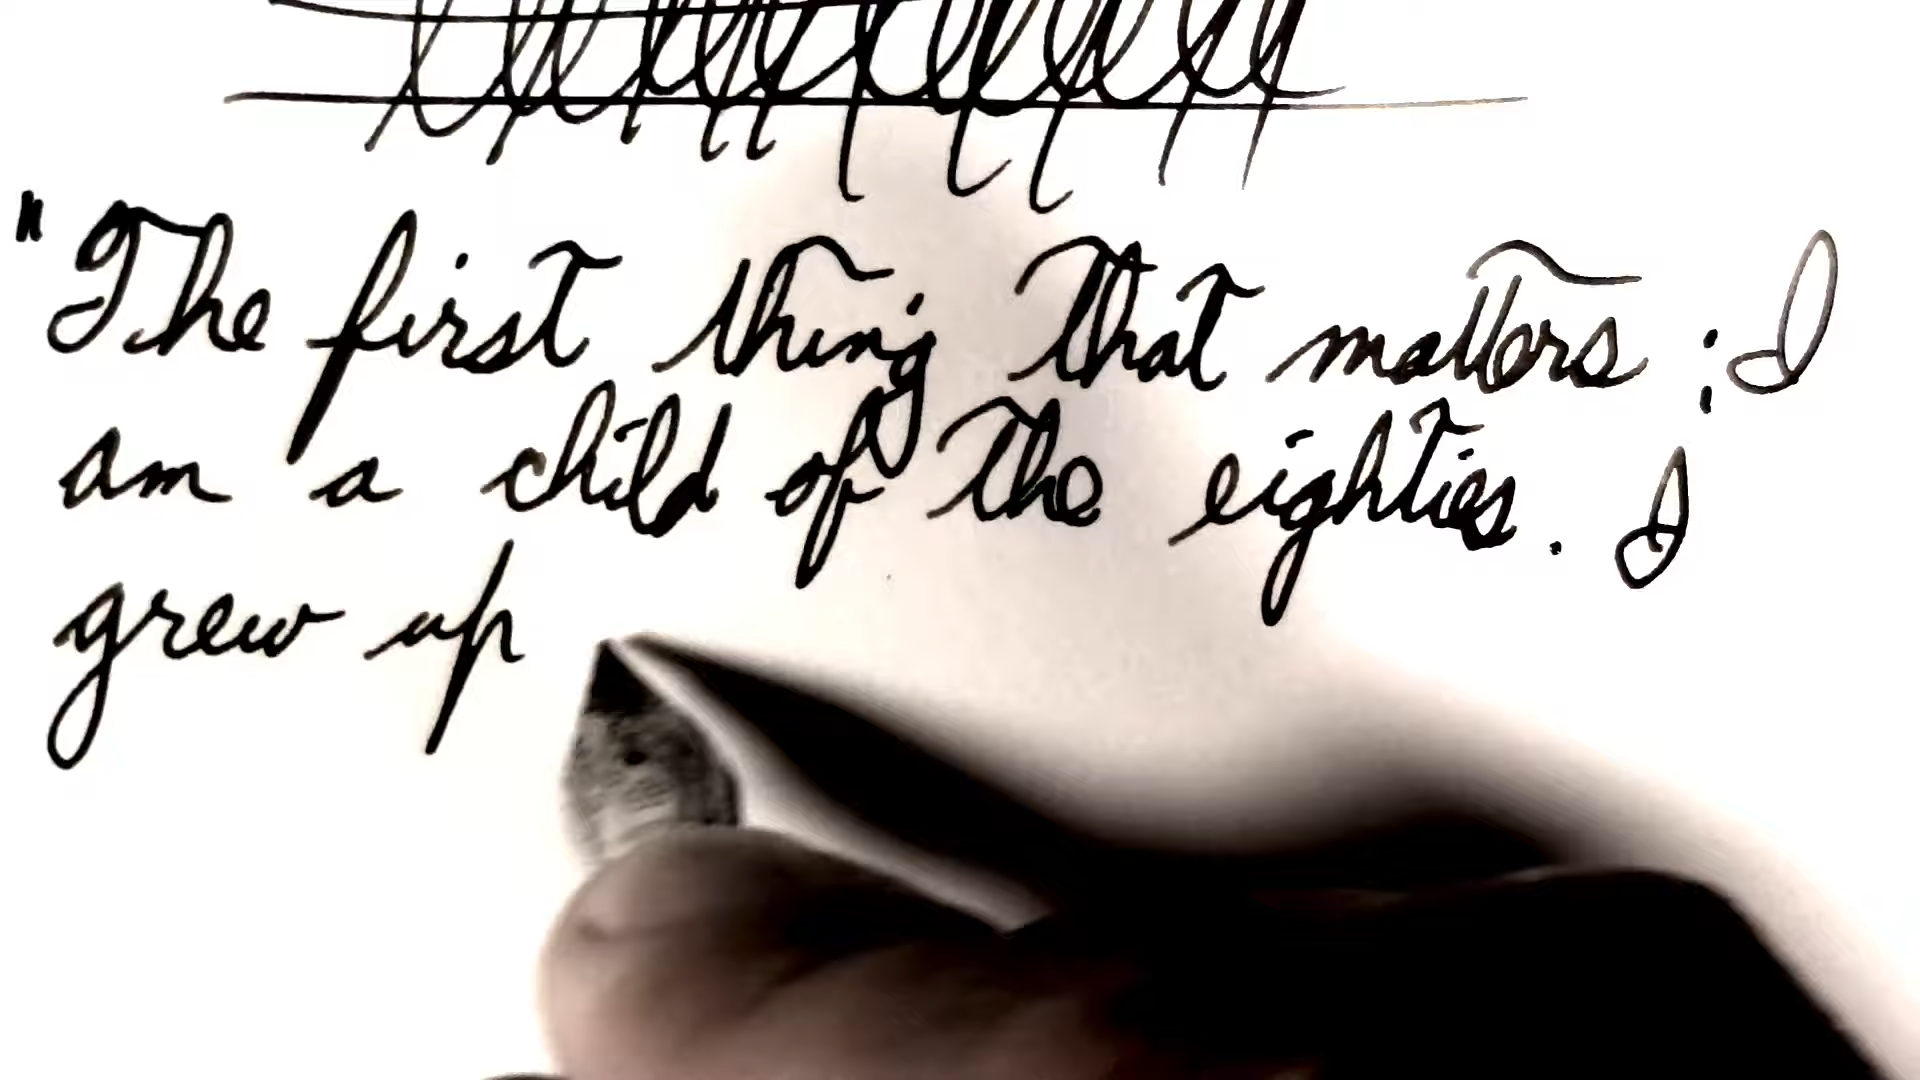 "The first thing that matters ; I
am a child of the eighties. I
grew up